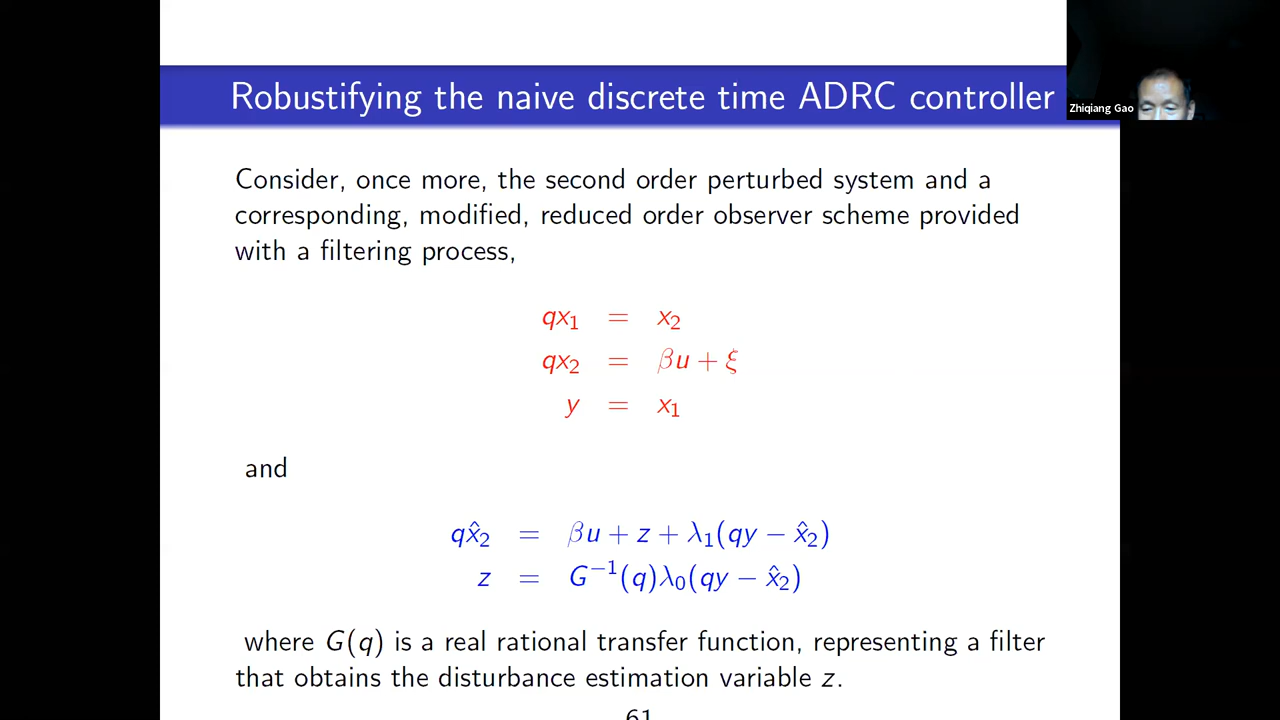 Robustifying the naive discrete time ADRC controller
Zhiqiang Gao
Consider, once more, the second order perturbed system and a
corresponding, modified, reduced order observer scheme provided
with a filtering process,
qx₁ = x₂
qx₂ = βu + ξ
y = x₁
and
qx̂₂ = βu + z + λ₁(qy − x̂₂)
z = G⁻¹(q)λ₀(qy − x̂₂)
where G(q) is a real rational transfer function, representing a filter
that obtains the disturbance estimation variable z.
61